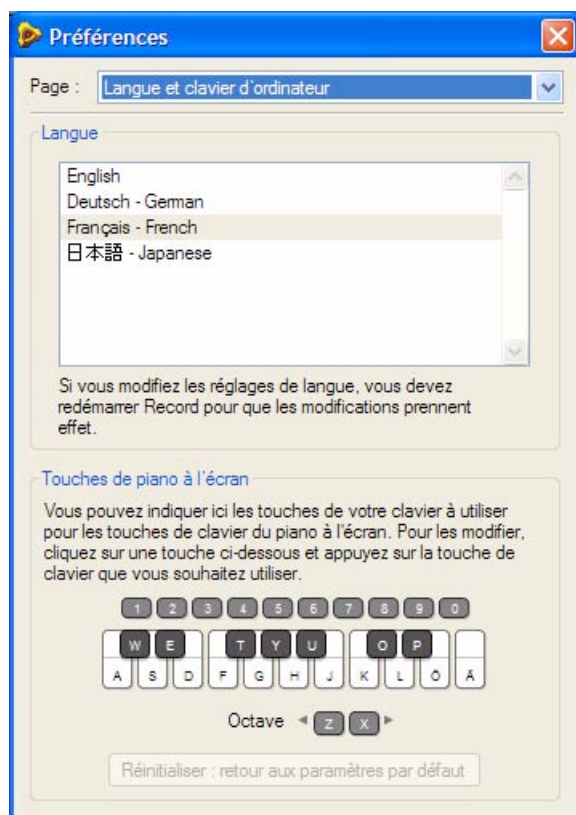 Préférences
Page : Langue et clavier d'ordinateur
Langue
English
Deutsch - German
Français - French
日本語 - Japanese
Si vous modifiez les réglages de langue, vous devez
redémarrer Record pour que les modifications prennent
effet.
Touches de piano à l'écran
Vous pouvez indiquer ici les touches de votre clavier à utiliser
pour les touches de clavier du piano à l'écran. Pour les modifier,
cliquez sur une touche ci-dessous et appuyez sur la touche de
clavier que vous souhaitez utiliser.
1 2 3 4 5 6 7 8 9 0
W E T Y U O P
A S D F G H J K L Ö Ä
Octave Z X
Réinitialiser : retour aux paramètres par défaut